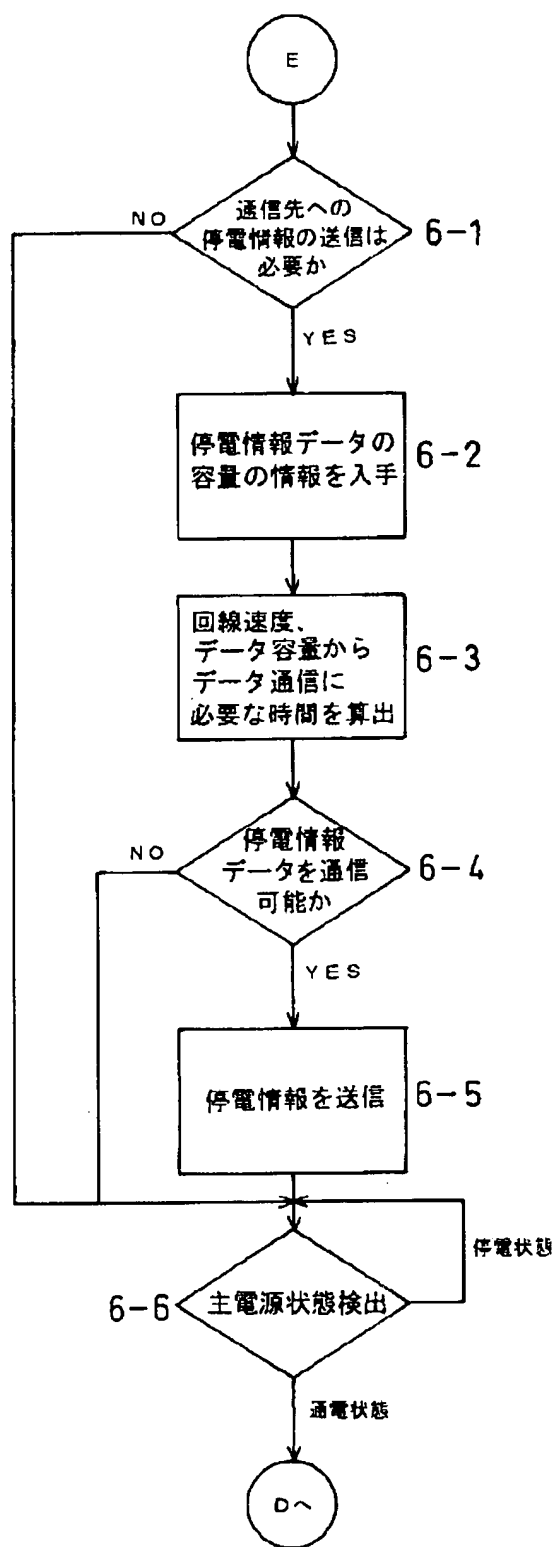 E
通信先への
停電情報の送信は
必要か
NO
6-1
YES
停電情報データの
容量の情報を入手
6-2
回線速度、
データ容量から
データ通信に
必要な時間を算出
6-3
停電情報
データを通信
可能か
NO
6-4
YES
停電情報を送信
6-5
停電状態
主電源状態検出
6-6
通電状態
Dへ